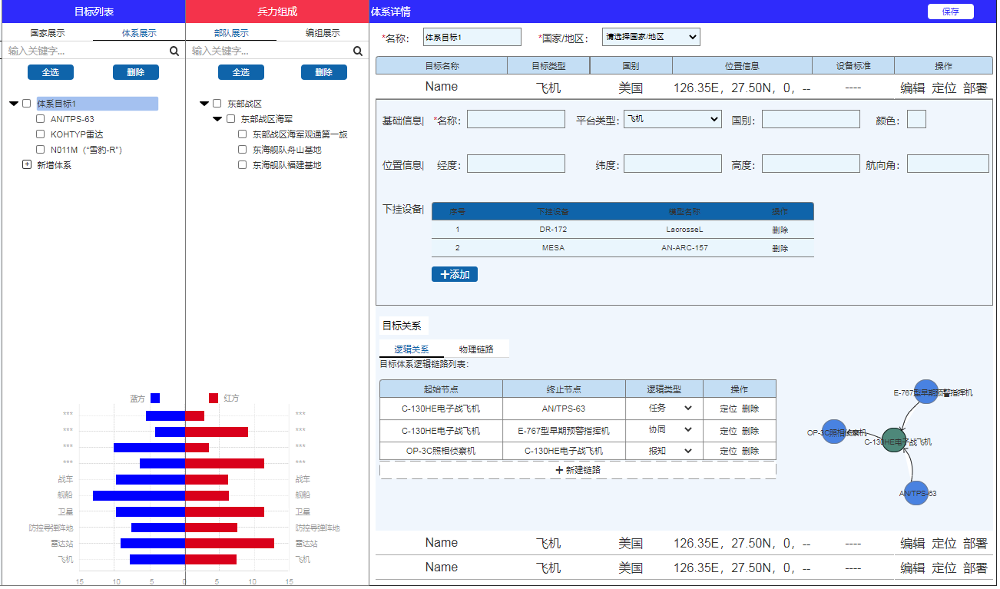 目标列表
兵力组成
体系详情
保存
国家展示
体系展示
部队展示
编组展示
输入关键字...
输入关键字...
全选
删除
全选
删除
体系目标1
AN/TPS-63
KOHTYP雷达
N011M（“雪豹-R”）
新增体系
东部战区
东部战区海军
东部战区海军观通第一旅
东海舰队舟山基地
东海舰队福建基地
蓝方
红方
*** ***
*** ***
*** ***
*** ***
战车 战车
舰船 舰船
卫星 卫星
防控导弹阵地 防控导弹阵地
雷达站 雷达站
飞机 飞机
15 10 5 0 5 10 15
*名称： 体系目标1 *国家/地区： 请选择国家/地区
目标名称 目标类型 国别 位置信息 设备标准 操作
Name 飞机 美国 126.35E，27.50N，0，-- ---- 编辑 定位 部署
基础信息| *名称： 平台类型： 飞机 国别： 颜色：
位置信息| 经度： 纬度： 高度： 航向角：
下挂设备|
序号 下挂设备 模型名称 操作
1 DR-172 LacrosseL 删除
2 MESA AN-ARC-157 删除
+添加
目标关系
逻辑关系 物理链路
目标体系逻辑链路列表：
起始节点 终止节点 逻辑类型 操作
C-130HE电子战飞机 AN/TPS-63 任务 定位 删除
C-130HE电子战飞机 E-767型早期预警指挥机 协同 定位 删除
OP-3C照相侦察机 C-130HE电子战飞机 报知 定位 删除
+ 新建链路
E-767型早期预警指挥机
OP-3C照相侦察机
C-130HE电子战飞机
AN/TPS-63
Name 飞机 美国 126.35E，27.50N，0，-- ---- 编辑 定位 部署
Name 飞机 美国 126.35E，27.50N，0，-- ---- 编辑 定位 部署